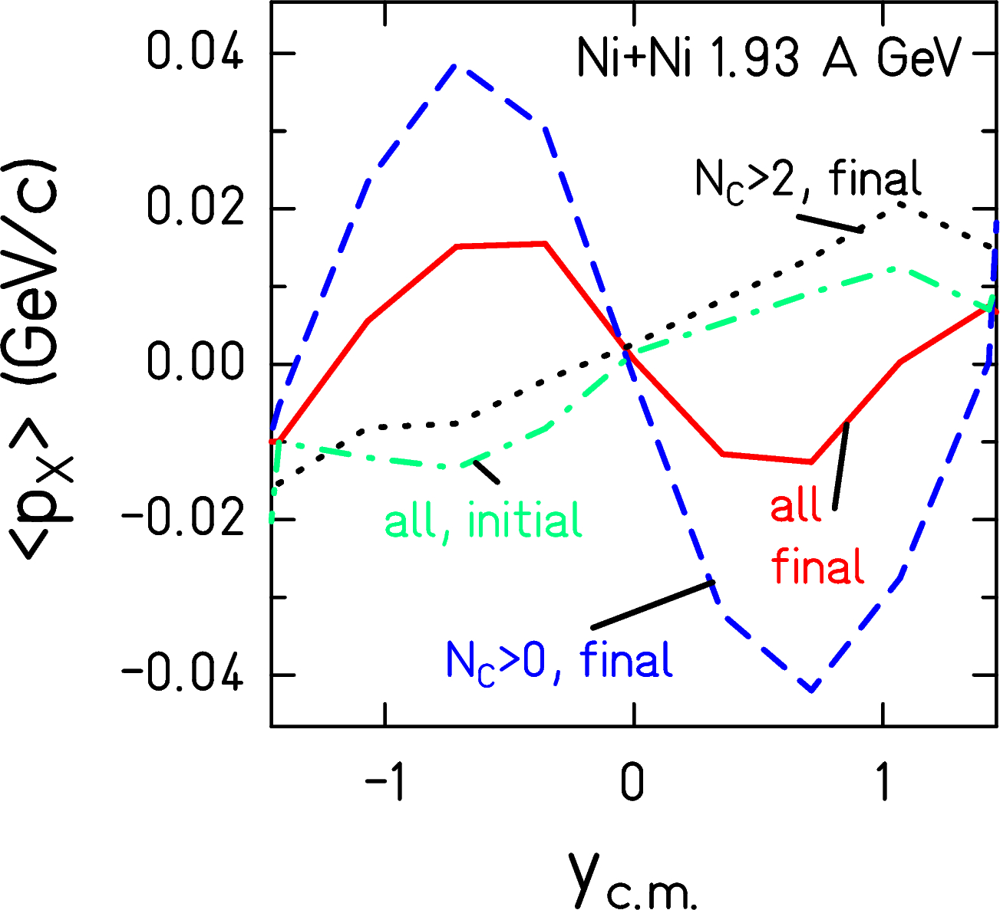 0.04
Ni+Ni 1.93 A GeV
N_C>2, final
0.02
<p_X> (GeV/c)
0.00
-0.02
all, initial
all
final
N_C>0, final
-0.04
-1 0 1
y_c.m.